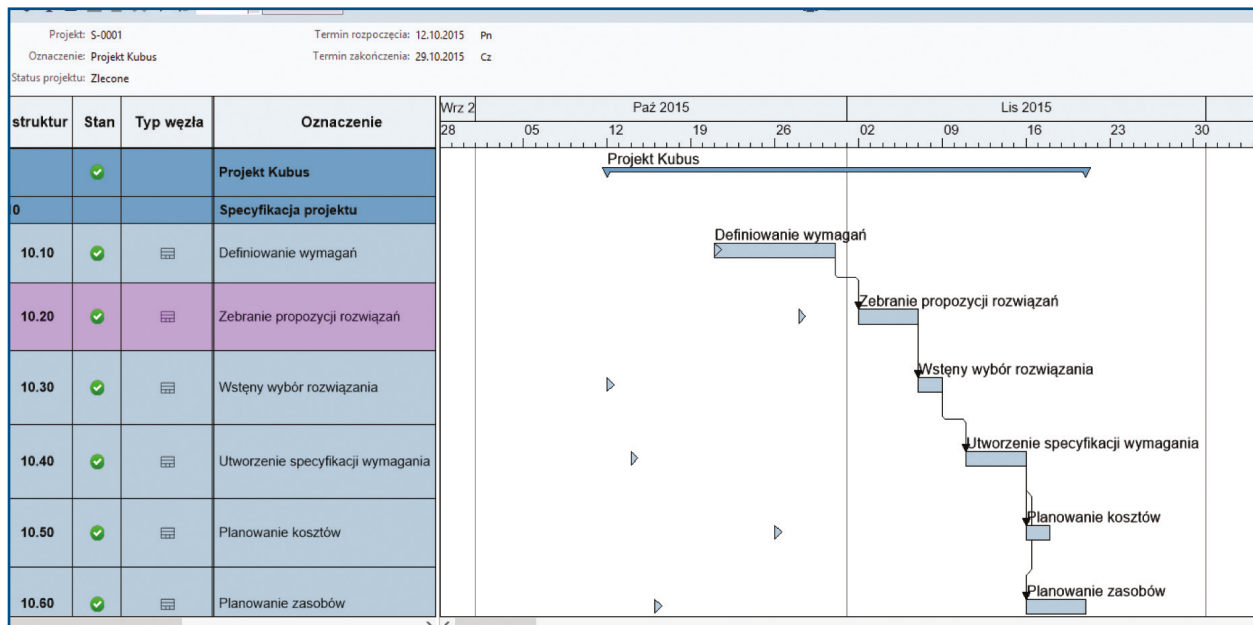 Projekt: S-0001 Termin rozpoczęcia: 12.10.2015 Pn
Oznaczenie: Projekt Kubus Termin zakończenia: 29.10.2015 Cz
Status projektu: Zlecone
struktur Stan Typ węzła Oznaczenie
Wrz 2 Paź 2015 Lis 2015
28 05 12 19 26 02 09 16 23 30
Projekt Kubus Projekt Kubus
0 Specyfikacja projektu
10.10 Definiowanie wymagań Definiowanie wymagań
10.20 Zebranie propozycji rozwiązań Zebranie propozycji rozwiązań
10.30 Wstęny wybór rozwiązania Wstęny wybór rozwiązania
10.40 Utworzenie specyfikacji wymagania Utworzenie specyfikacji wymagania
10.50 Planowanie kosztów Planowanie kosztów
10.60 Planowanie zasobów Planowanie zasobów